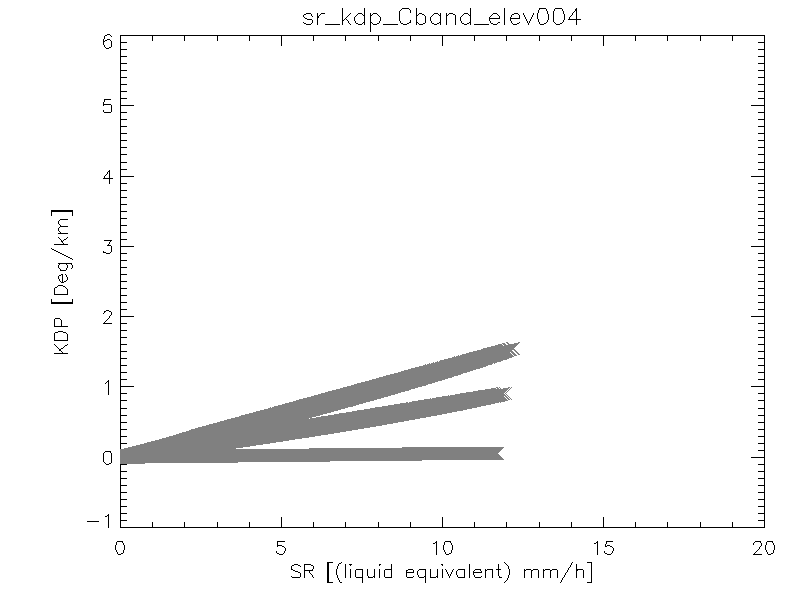 sr_kdp_Cband_elev004
6
5
4
3
2
1
0
-1
KDP [Deg/km]
0 5 10 15 20
SR [(liquid equivalent) mm/h]